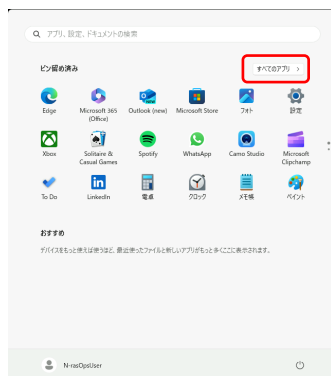 アプリ、設定、ドキュメントの検索
ピン留め済み
すべてのアプリ >
Edge
Microsoft 365 (Office)
Outlook (new)
Microsoft Store
フォト
設定
Xbox
Solitaire & Casual Games
Spotify
WhatsApp
Camo Studio
Microsoft Clipchamp
To Do
LinkedIn
電卓
クロック
メモ帳
ペイント
おすすめ
デバイスをもっと使えば使うほど、最近使ったファイルと新しいアプリがもっと多くここに表示されます。
N-rasOpsUser